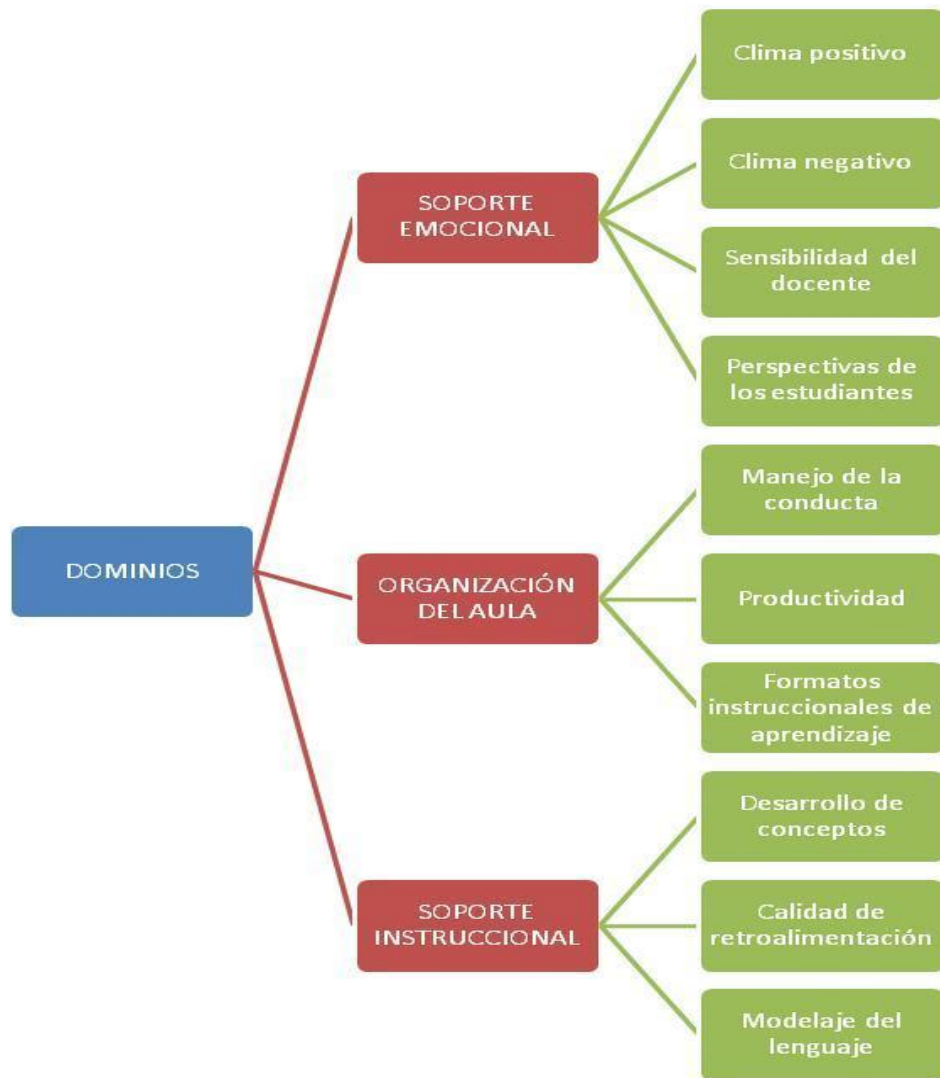 Clima positivo
Clima negativo
SOPORTE
EMOCIONAL
Sensibilidad del
docente
Perspectivas de
los estudiantes
Manejo de la
conducta
DOMINIOS
ORGANIZACIÓN
DEL AULA
Productividad
Formatos
instruccionales de
aprendizaje
Desarrollo de
conceptos
SOPORTE
INSTRUCCIONAL
Calidad de
retroalimentación
Modelaje del
lenguaje